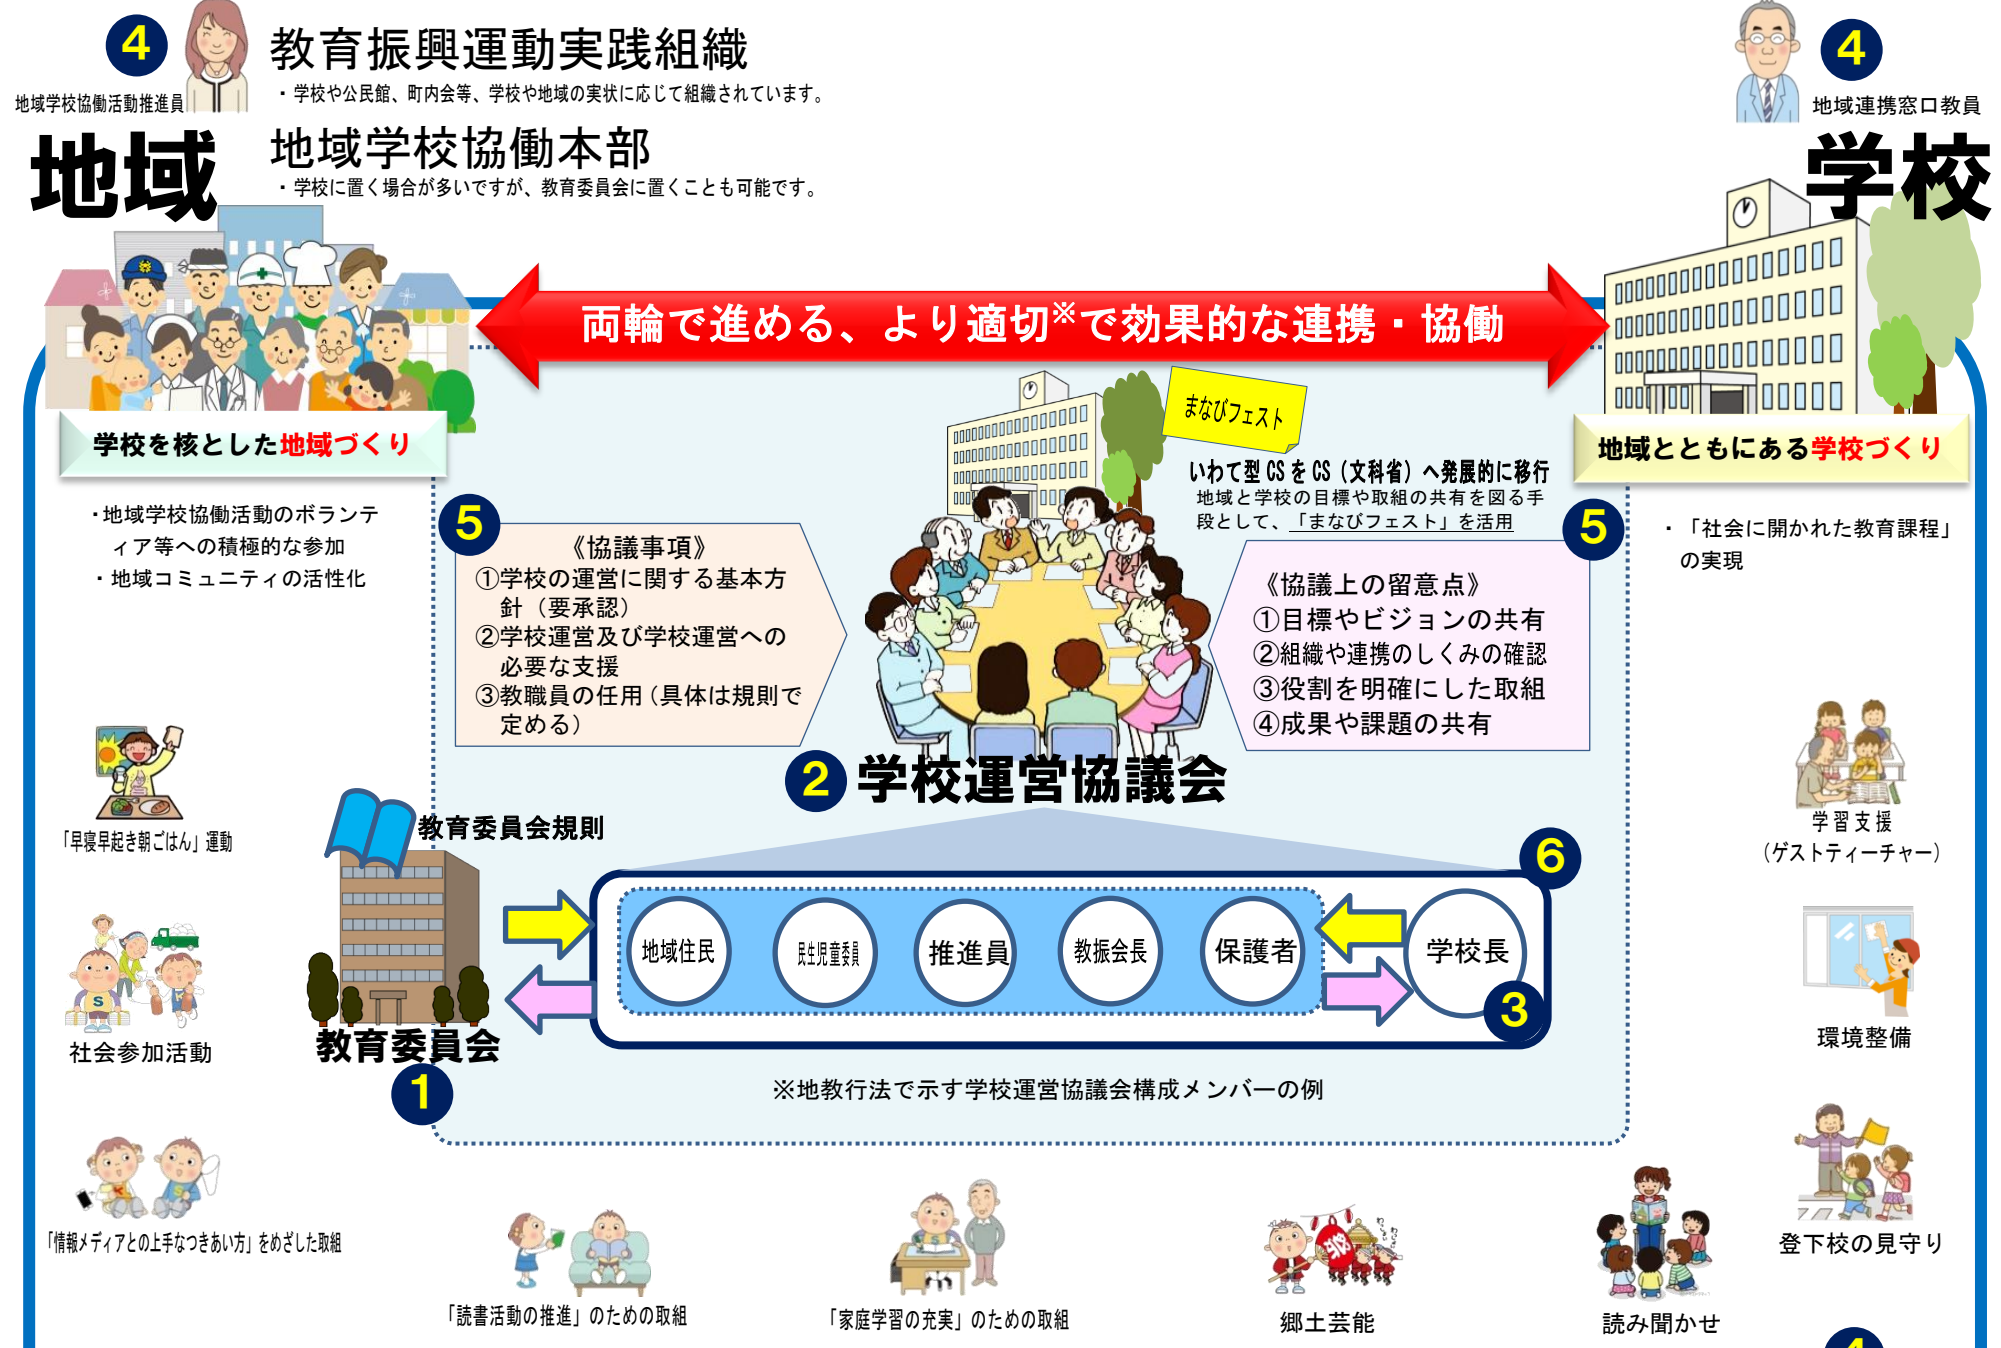 4
地域学校協働活動推進員
教育振興運動実践組織
・学校や公民館、町内会等、学校や地域の実状に応じて組織されています。
地域
地域学校協働本部
・学校に置く場合が多いですが、教育委員会に置くことも可能です。
4
地域連携窓口教員
学校
両輪で進める、より適切※で効果的な連携・協働
学校を核とした地域づくり
・地域学校協働活動のボランテ
ィア等への積極的な参加
・地域コミュニティの活性化
まなびフェスト
いわて型CSをCS（文科省）へ発展的に移行
地域と学校の目標や取組の共有を図る手
段として、「まなびフェスト」を活用
地域とともにある学校づくり
・「社会に開かれた教育課程」
の実現
5
《協議事項》
①学校の運営に関する基本方
針（要承認）
②学校運営及び学校運営への
必要な支援
③教職員の任用（具体は規則で
定める）
5
《協議上の留意点》
①目標やビジョンの共有
②組織や連携のしくみの確認
③役割を明確にした取組
④成果や課題の共有
2 学校運営協議会
教育委員会規則
教育委員会
1
6
地域住民
民生児童委員
推進員
教振会長
保護者
学校長
3
※地教行法で示す学校運営協議会構成メンバーの例
「早寝早起き朝ごはん」運動
社会参加活動
「情報メディアとの上手なつきあい方」をめざした取組
「読書活動の推進」のための取組
「家庭学習の充実」のための取組
郷土芸能
読み聞かせ
学習支援
（ゲストティーチャー）
環境整備
登下校の見守り
4